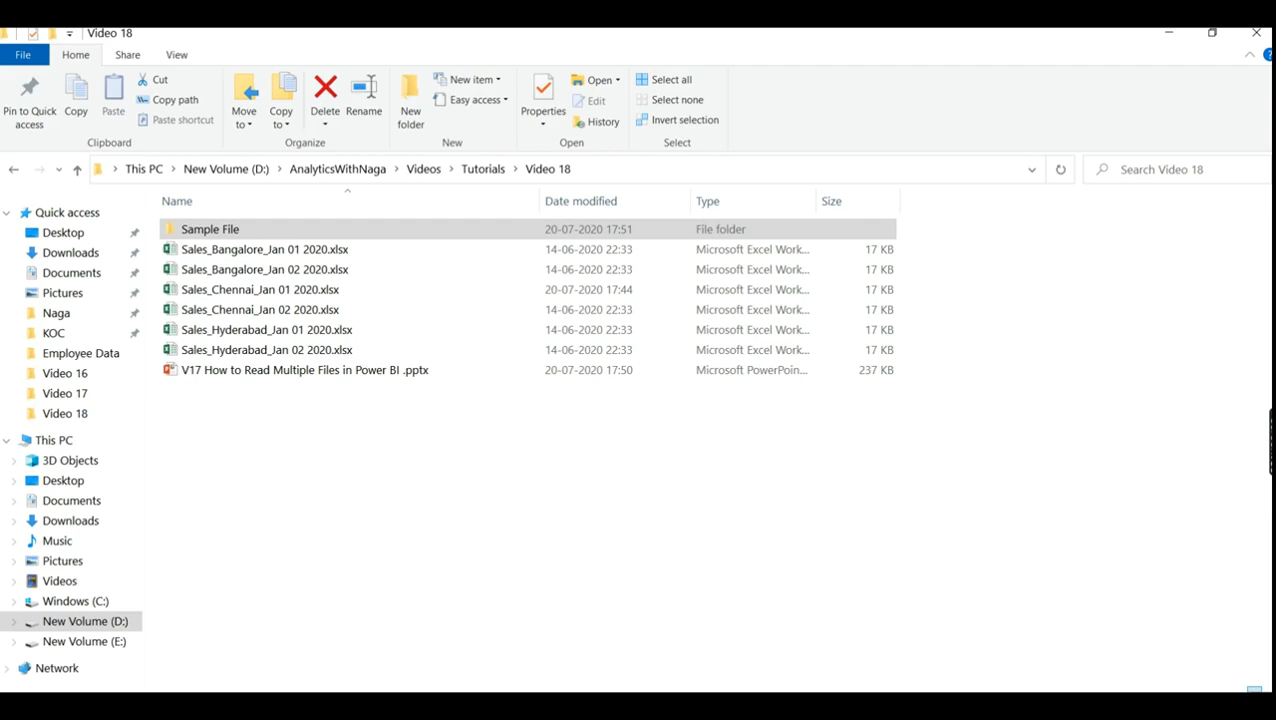 Video 18
File Home Share View
Pin to Quick access
Copy
Paste
Cut
Copy path
Paste shortcut
Clipboard
Move to
Copy to
Delete
Rename
Organize
New folder
New item
Easy access
New
Properties
Open
Edit
History
Open
Select all
Select none
Invert selection
Select
This PC New Volume (D:) AnalyticsWithNaga Videos Tutorials Video 18
Search Video 18
Name Date modified Type Size
Sample File 20-07-2020 17:51 File folder
Sales_Bangalore_Jan 01 2020.xlsx 14-06-2020 22:33 Microsoft Excel Work... 17 KB
Sales_Bangalore_Jan 02 2020.xlsx 14-06-2020 22:33 Microsoft Excel Work... 17 KB
Sales_Chennai_Jan 01 2020.xlsx 20-07-2020 17:44 Microsoft Excel Work... 17 KB
Sales_Chennai_Jan 02 2020.xlsx 14-06-2020 22:33 Microsoft Excel Work... 17 KB
Sales_Hyderabad_Jan 01 2020.xlsx 14-06-2020 22:33 Microsoft Excel Work... 17 KB
Sales_Hyderabad_Jan 02 2020.xlsx 14-06-2020 22:33 Microsoft Excel Work... 17 KB
V17 How to Read Multiple Files in Power BI .pptx 20-07-2020 17:50 Microsoft PowerPoin... 237 KB
Quick access
Desktop
Downloads
Documents
Pictures
Naga
KOC
Employee Data
Video 16
Video 17
Video 18
This PC
3D Objects
Desktop
Documents
Downloads
Music
Pictures
Videos
Windows (C:)
New Volume (D:)
New Volume (E:)
Network